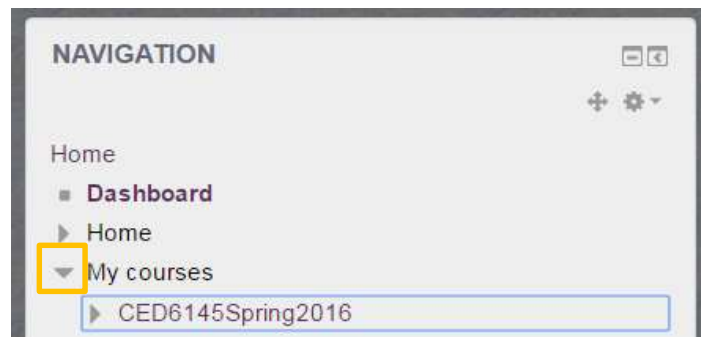 NAVIGATION
Home
Dashboard
Home
My courses
CED6145Spring2016